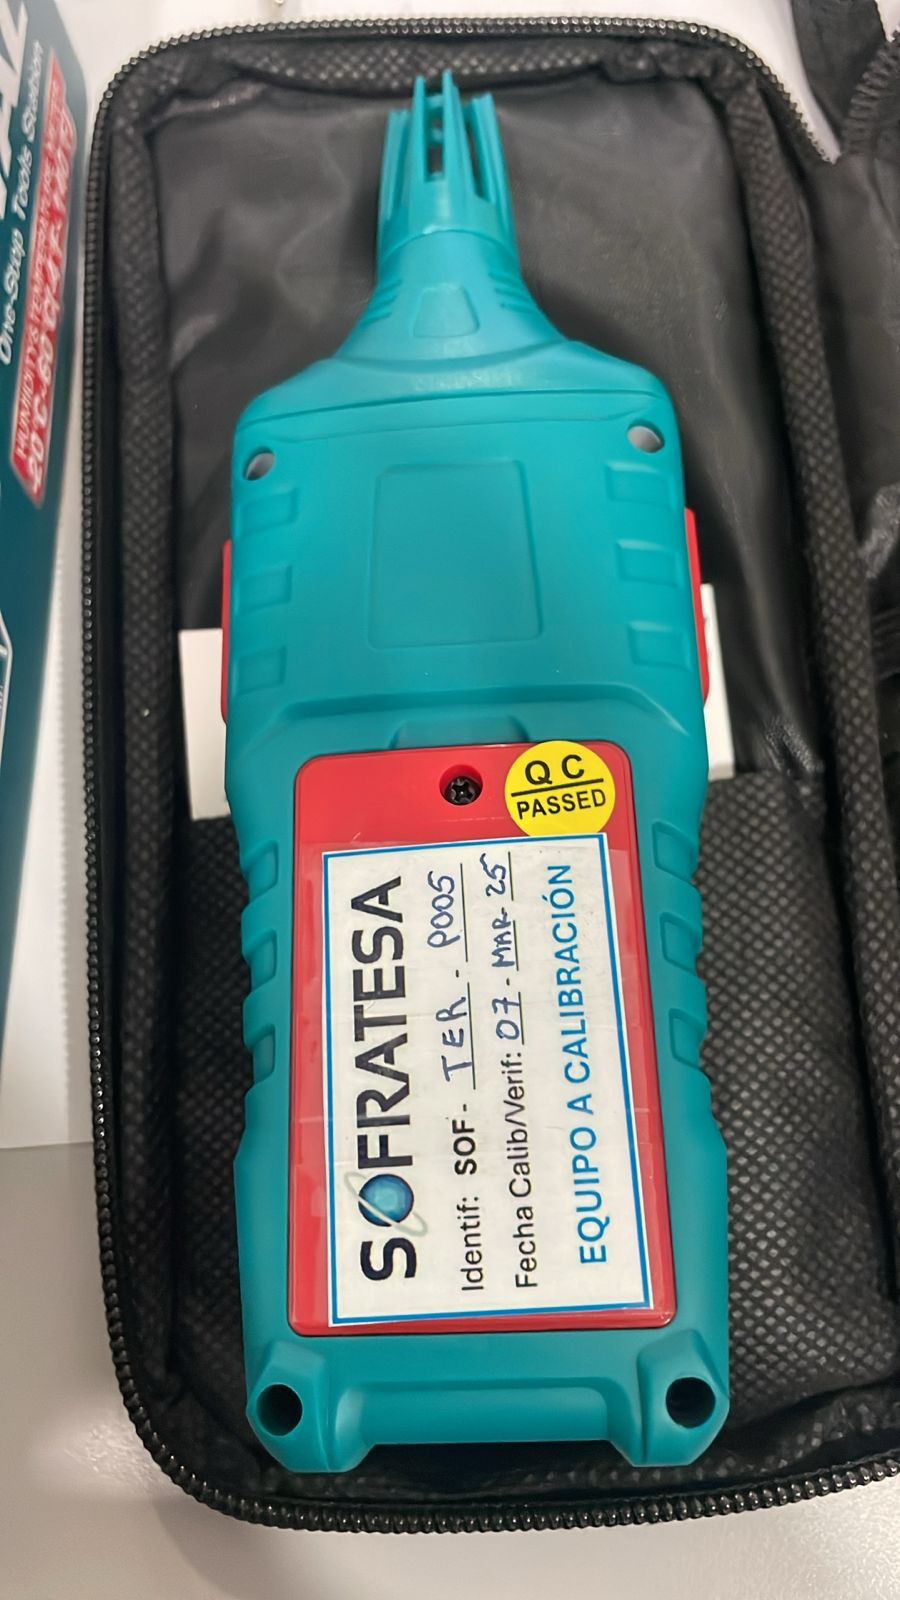 One-Stop Tools Station
QC
PASSED
SOFRATESA
Identif: SOF- TER - P005
Fecha Calib/Verif: 07 - MAR - 25
EQUIPO A CALIBRACIÓN